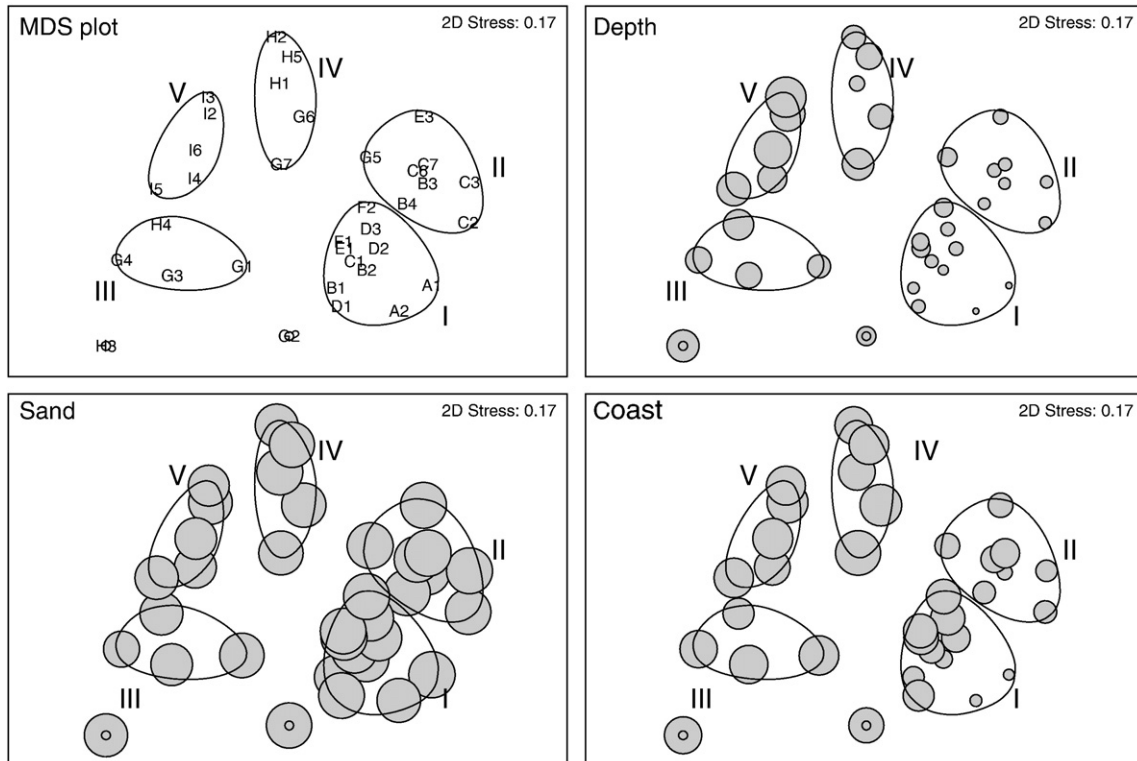 MDS plot
2D Stress: 0.17
H2
H5
IV
H1
V
I3
I2
G6
E3
I6
G5
C7
G7
C6
II
I4
B3
C3
I5
B4
F2
H4
D3
C2
E1
E1
D2
G4
G1
C1
G3
B2
III
B1
A1
D1
A2
I
G2
Depth
2D Stress: 0.17
IV
V
II
III
I
Sand
2D Stress: 0.17
IV
V
II
III
I
Coast
2D Stress: 0.17
IV
V
II
III
I